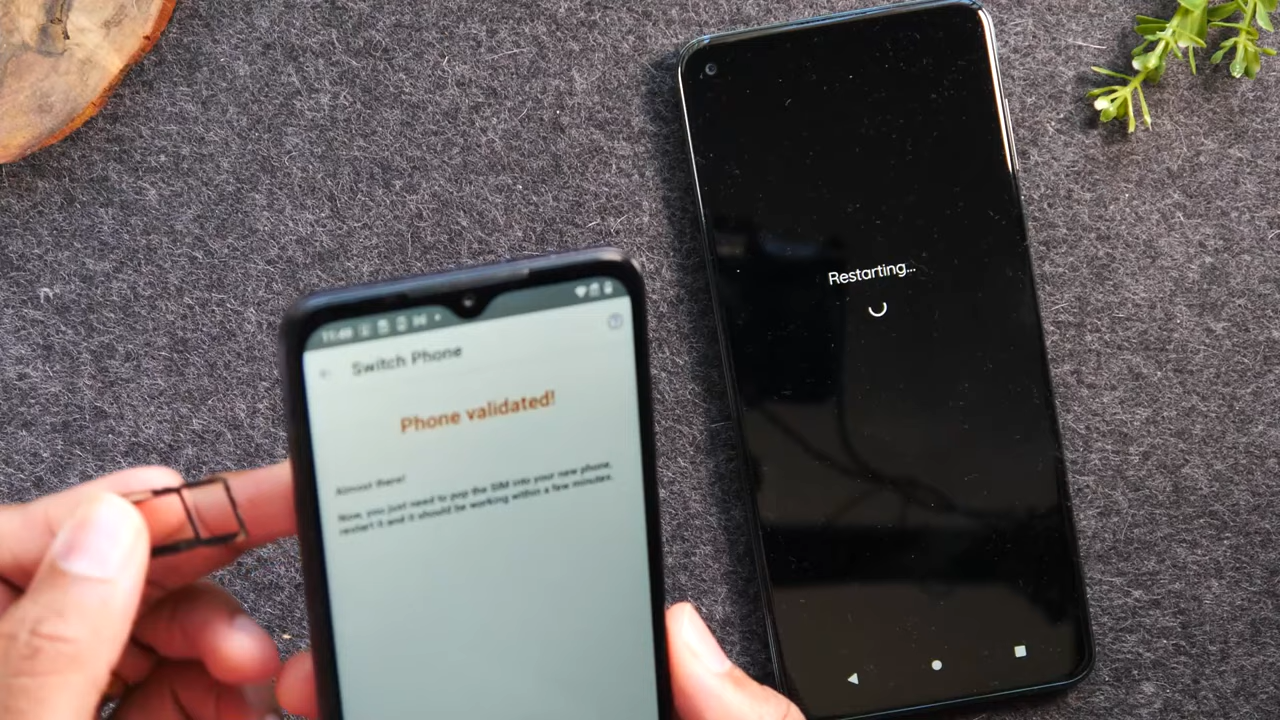 Switch Phone
Phone validated!
Almost there!
Now, you just need to pop the SIM into your new phone,
restart it and it should be working within a few minutes.
Restarting...